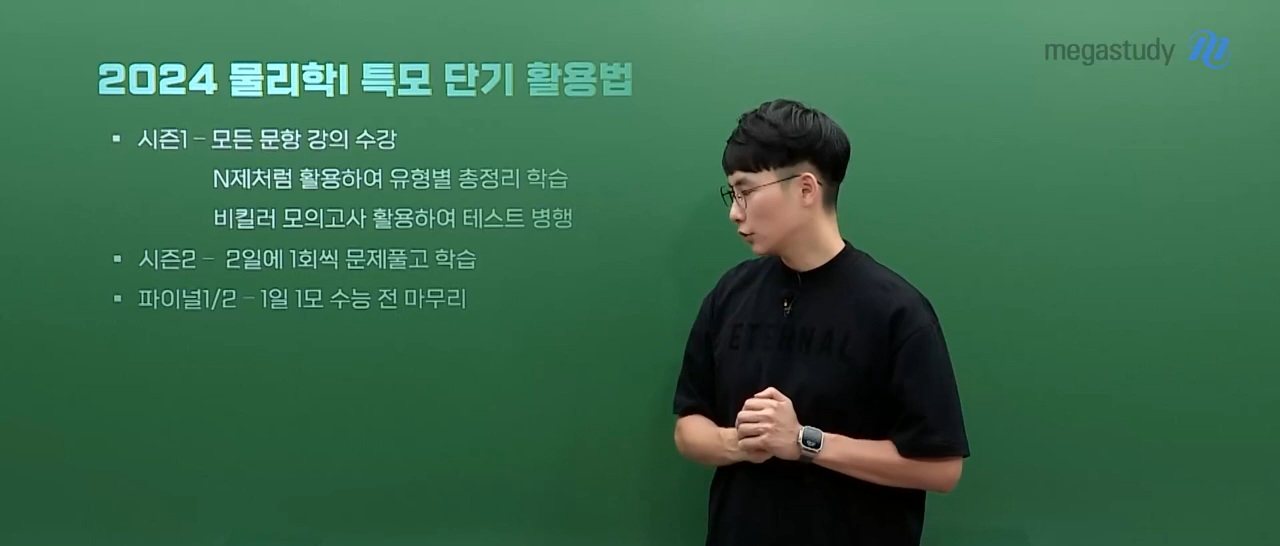 megastudy
2024 물리학I 특모 단기 활용법
▪ 시즌1 - 모든 문항 강의 수강
N제처럼 활용하여 유형별 총정리 학습
비킬러 모의고사 활용하여 테스트 병행
▪ 시즌2 - 2일에 1회씩 문제풀고 학습
▪ 파이널1/2 - 1일 1모 수능 전 마무리
ETERNAL